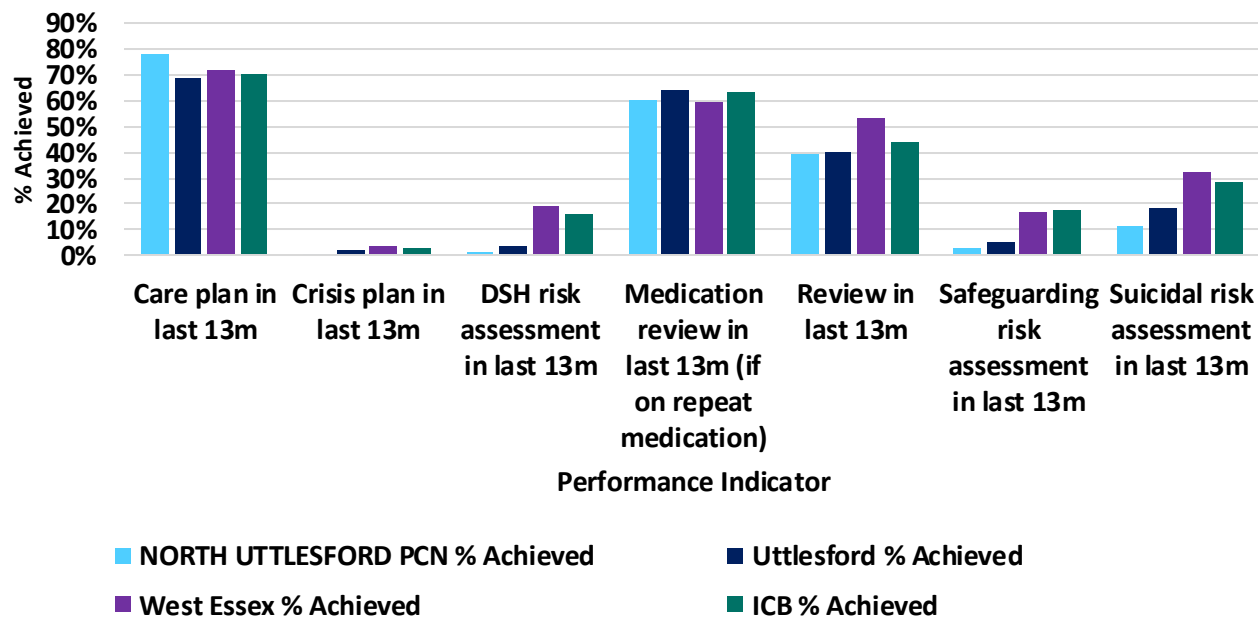 90%
80%
70%
60%
50%
40%
30%
20%
10%
0%
% Achieved
Care plan in
last 13m
Crisis plan in
last 13m
DSH risk
assessment
in last 13m
Medication
review in
last 13m (if
on repeat
medication)
Review in
last 13m
Safeguarding
risk
assessment
in last 13m
Suicidal risk
assessment
in last 13m
Performance Indicator
NORTH UTTLESFORD PCN % Achieved
Uttlesford % Achieved
West Essex % Achieved
ICB % Achieved